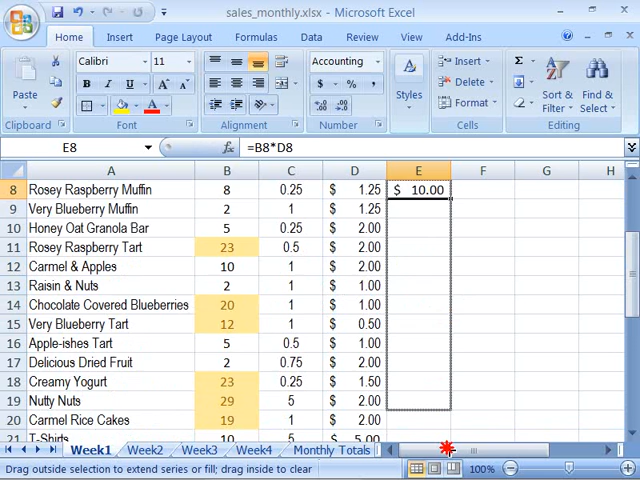 sales_monthly.xlsx - Microsoft Excel
Home Insert Page Layout Formulas Data Review View Add-Ins
Calibri 11 Accounting Insert
Paste B I U A A $ % , Styles Delete Sort & Filter Find & Select
A Format
Clipboard Font Alignment Number Cells Editing
E8 fx =B8*D8
A B C D E F G H
8 Rosey Raspberry Muffin 8 0.25 $ 1.25 $ 10.00
9 Very Blueberry Muffin 2 1 $ 1.25
10 Honey Oat Granola Bar 5 0.25 $ 2.00
11 Rosey Raspberry Tart 23 0.5 $ 2.00
12 Carmel & Apples 10 1 $ 1.00
13 Raisin & Nuts 2 1 $ 1.00
14 Chocolate Covered Blueberries 20 1 $ 1.00
15 Very Blueberry Tart 12 1 $ 0.50
16 Apple-ishes Tart 5 0.5 $ 1.00
17 Delicious Dried Fruit 2 0.75 $ 2.00
18 Creamy Yogurt 23 0.25 $ 1.50
19 Nutty Nuts 29 5 $ 2.00
20 Carmel Rice Cakes 19 1 $ 2.00
21 T-Shirts 10 5 $ 5.00
Week1 Week2 Week3 Week4 Monthly Totals
Drag outside selection to extend series or fill; drag inside to clear 100%